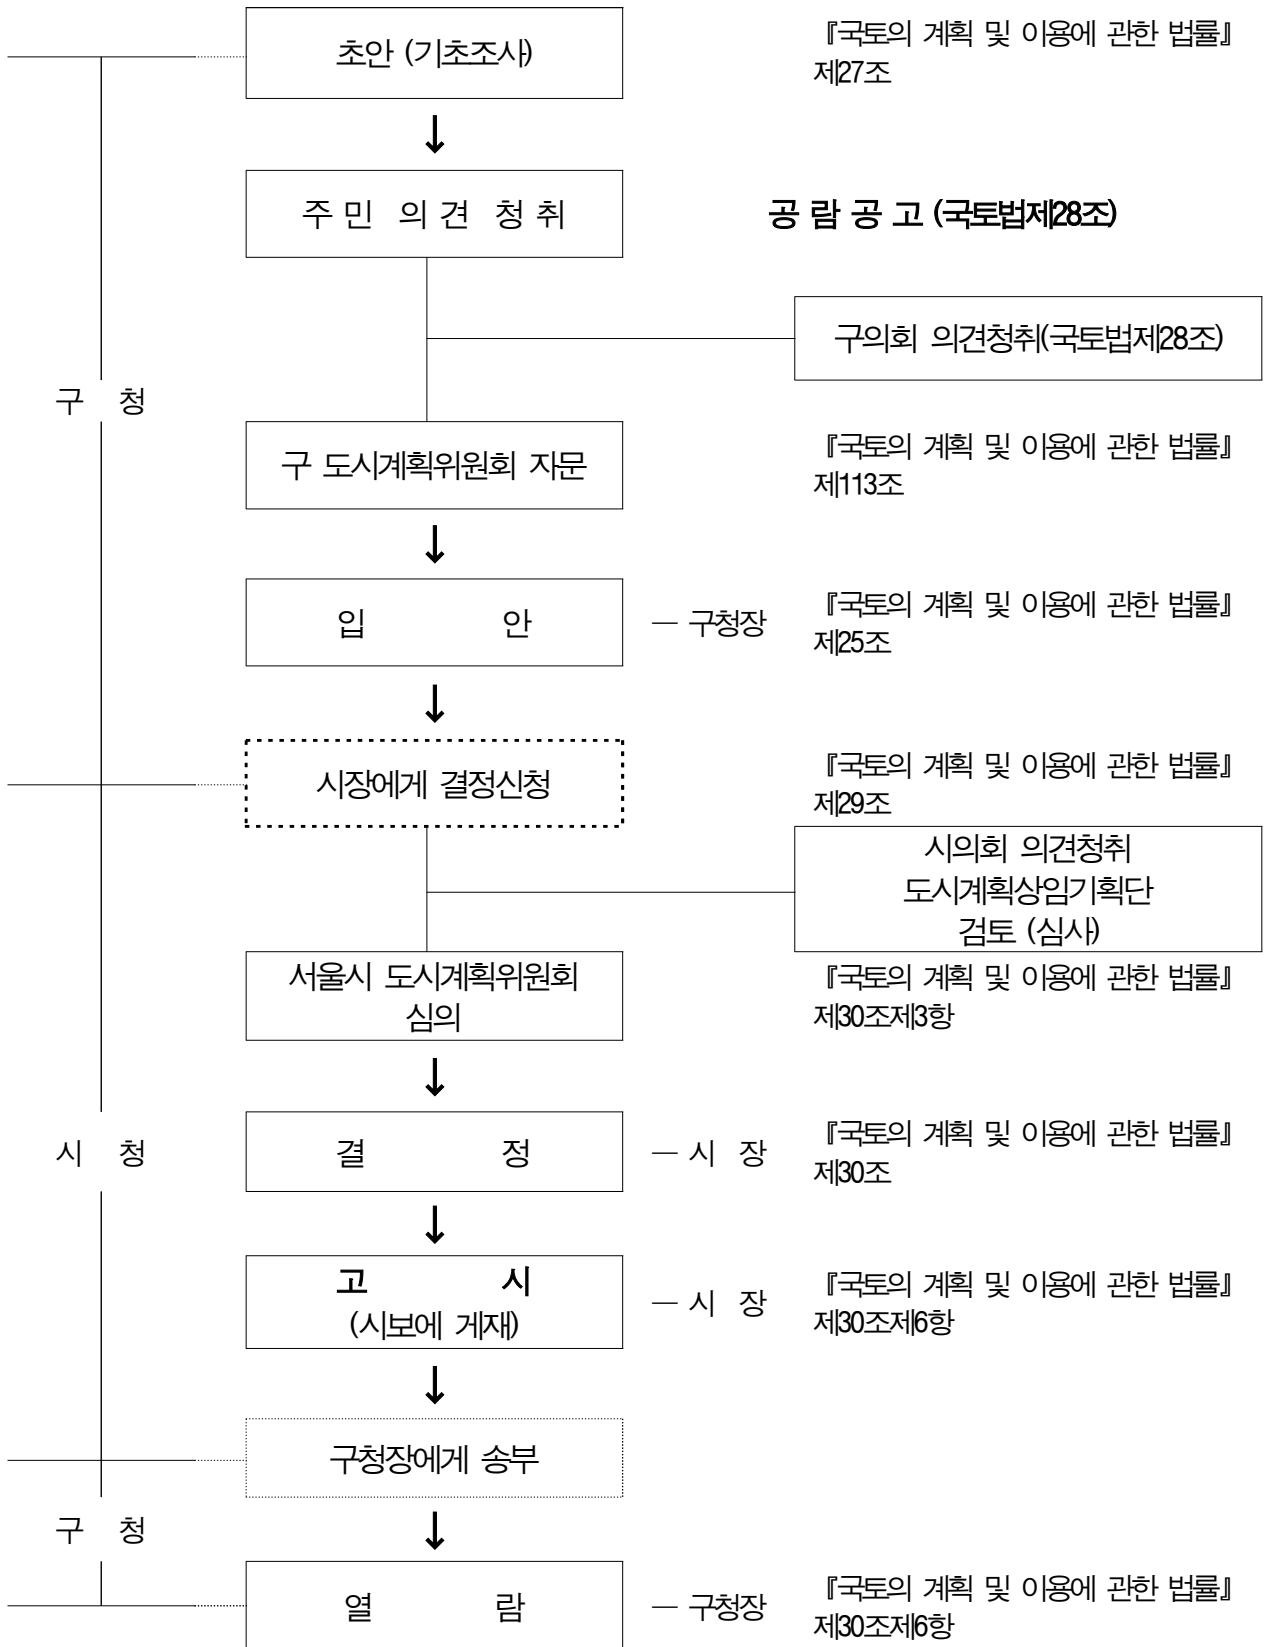 초안 (기초조사)
『국토의 계획 및 이용에 관한 법률』
제27조
↓
주 민 의 견 청 취
공 람 공 고 (국토법제28조)
구의회 의견청취(국토법제28조)
구 청
구 도시계획위원회 자문
『국토의 계획 및 이용에 관한 법률』
제113조
↓
입 안
― 구청장
『국토의 계획 및 이용에 관한 법률』
제25조
↓
시장에게 결정신청
『국토의 계획 및 이용에 관한 법률』
제29조
시의회 의견청취
도시계획상임기획단
검토 (심사)
서울시 도시계획위원회
심의
『국토의 계획 및 이용에 관한 법률』
제30조제3항
↓
시 청
결 정
― 시 장
『국토의 계획 및 이용에 관한 법률』
제30조
↓
고 시
(시보에 게재)
― 시 장
『국토의 계획 및 이용에 관한 법률』
제30조제6항
↓
구청장에게 송부
구 청
↓
열 람
― 구청장
『국토의 계획 및 이용에 관한 법률』
제30조제6항